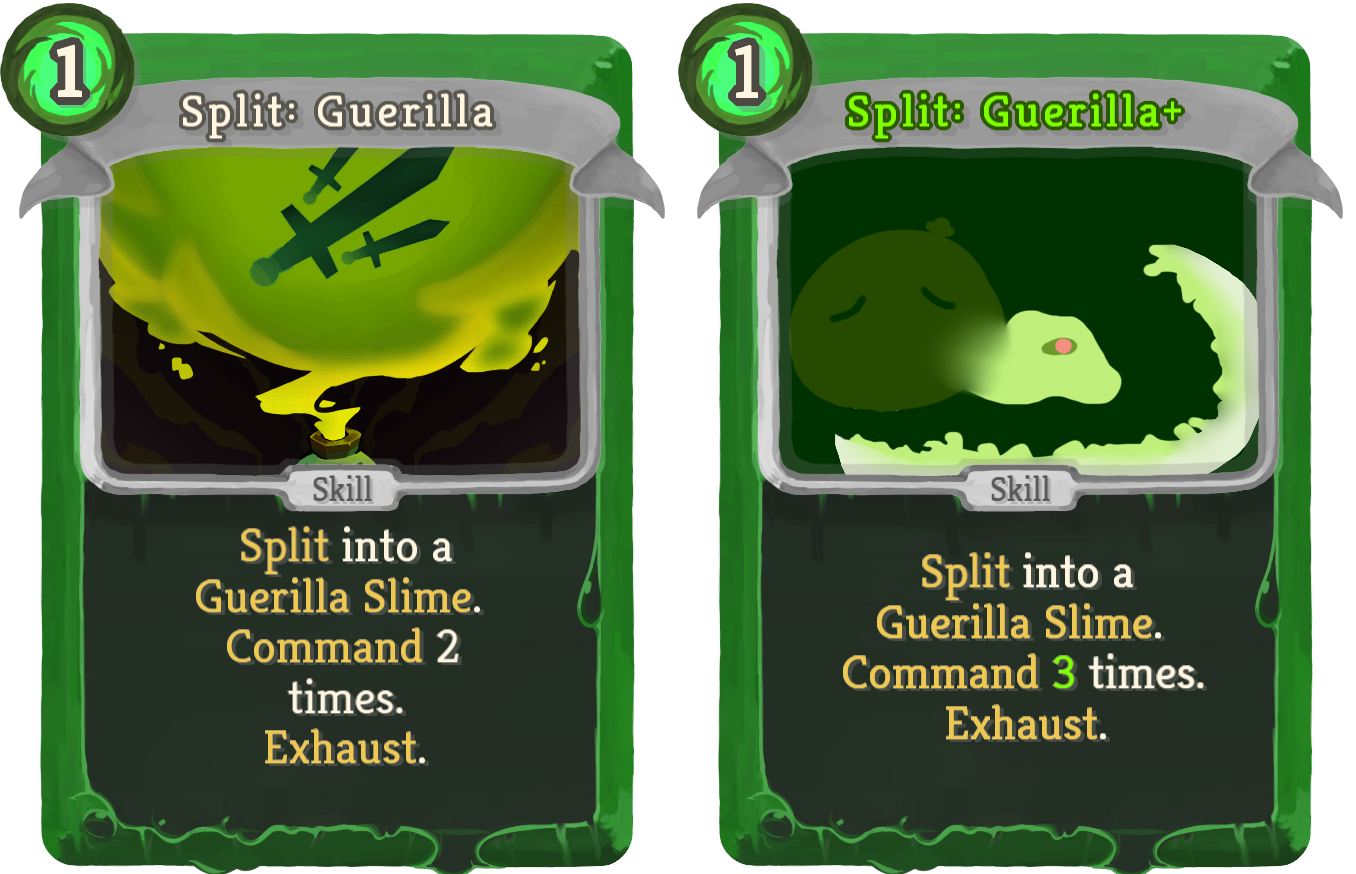 1
Split: Guerilla
Skill
Split into a
Guerilla Slime.
Command 2
times.
Exhaust.
1
Split: Guerilla+
Skill
Split into a
Guerilla Slime.
Command 3 times.
Exhaust.